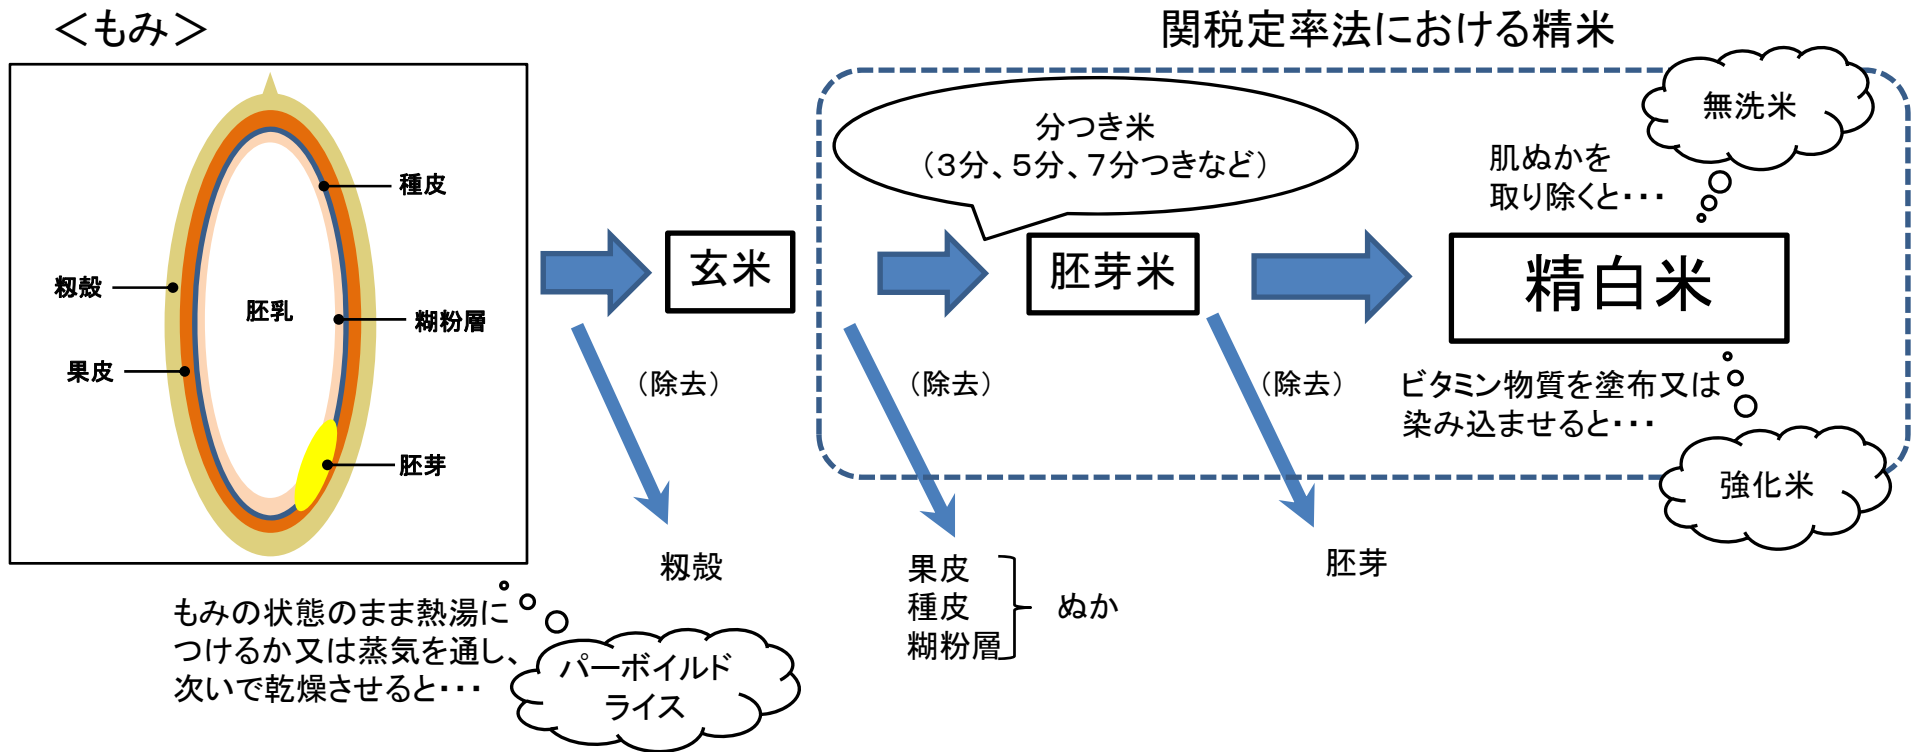 ＜もみ＞
関税定率法における精米
無洗米
分つき米
（３分、５分、７分つきなど）
肌ぬかを
取り除くと・・・
種皮
籾殻
胚乳
糊粉層
果皮
胚芽
玄米
胚芽米
精白米
（除去）
（除去）
（除去）
ビタミン物質を塗布又は
染み込ませると・・・
強化米
籾殻
果皮
種皮
糊粉層
ぬか
胚芽
もみの状態のまま熱湯に
つけるか又は蒸気を通し、
次いで乾燥させると・・・
パーボイルド
ライス